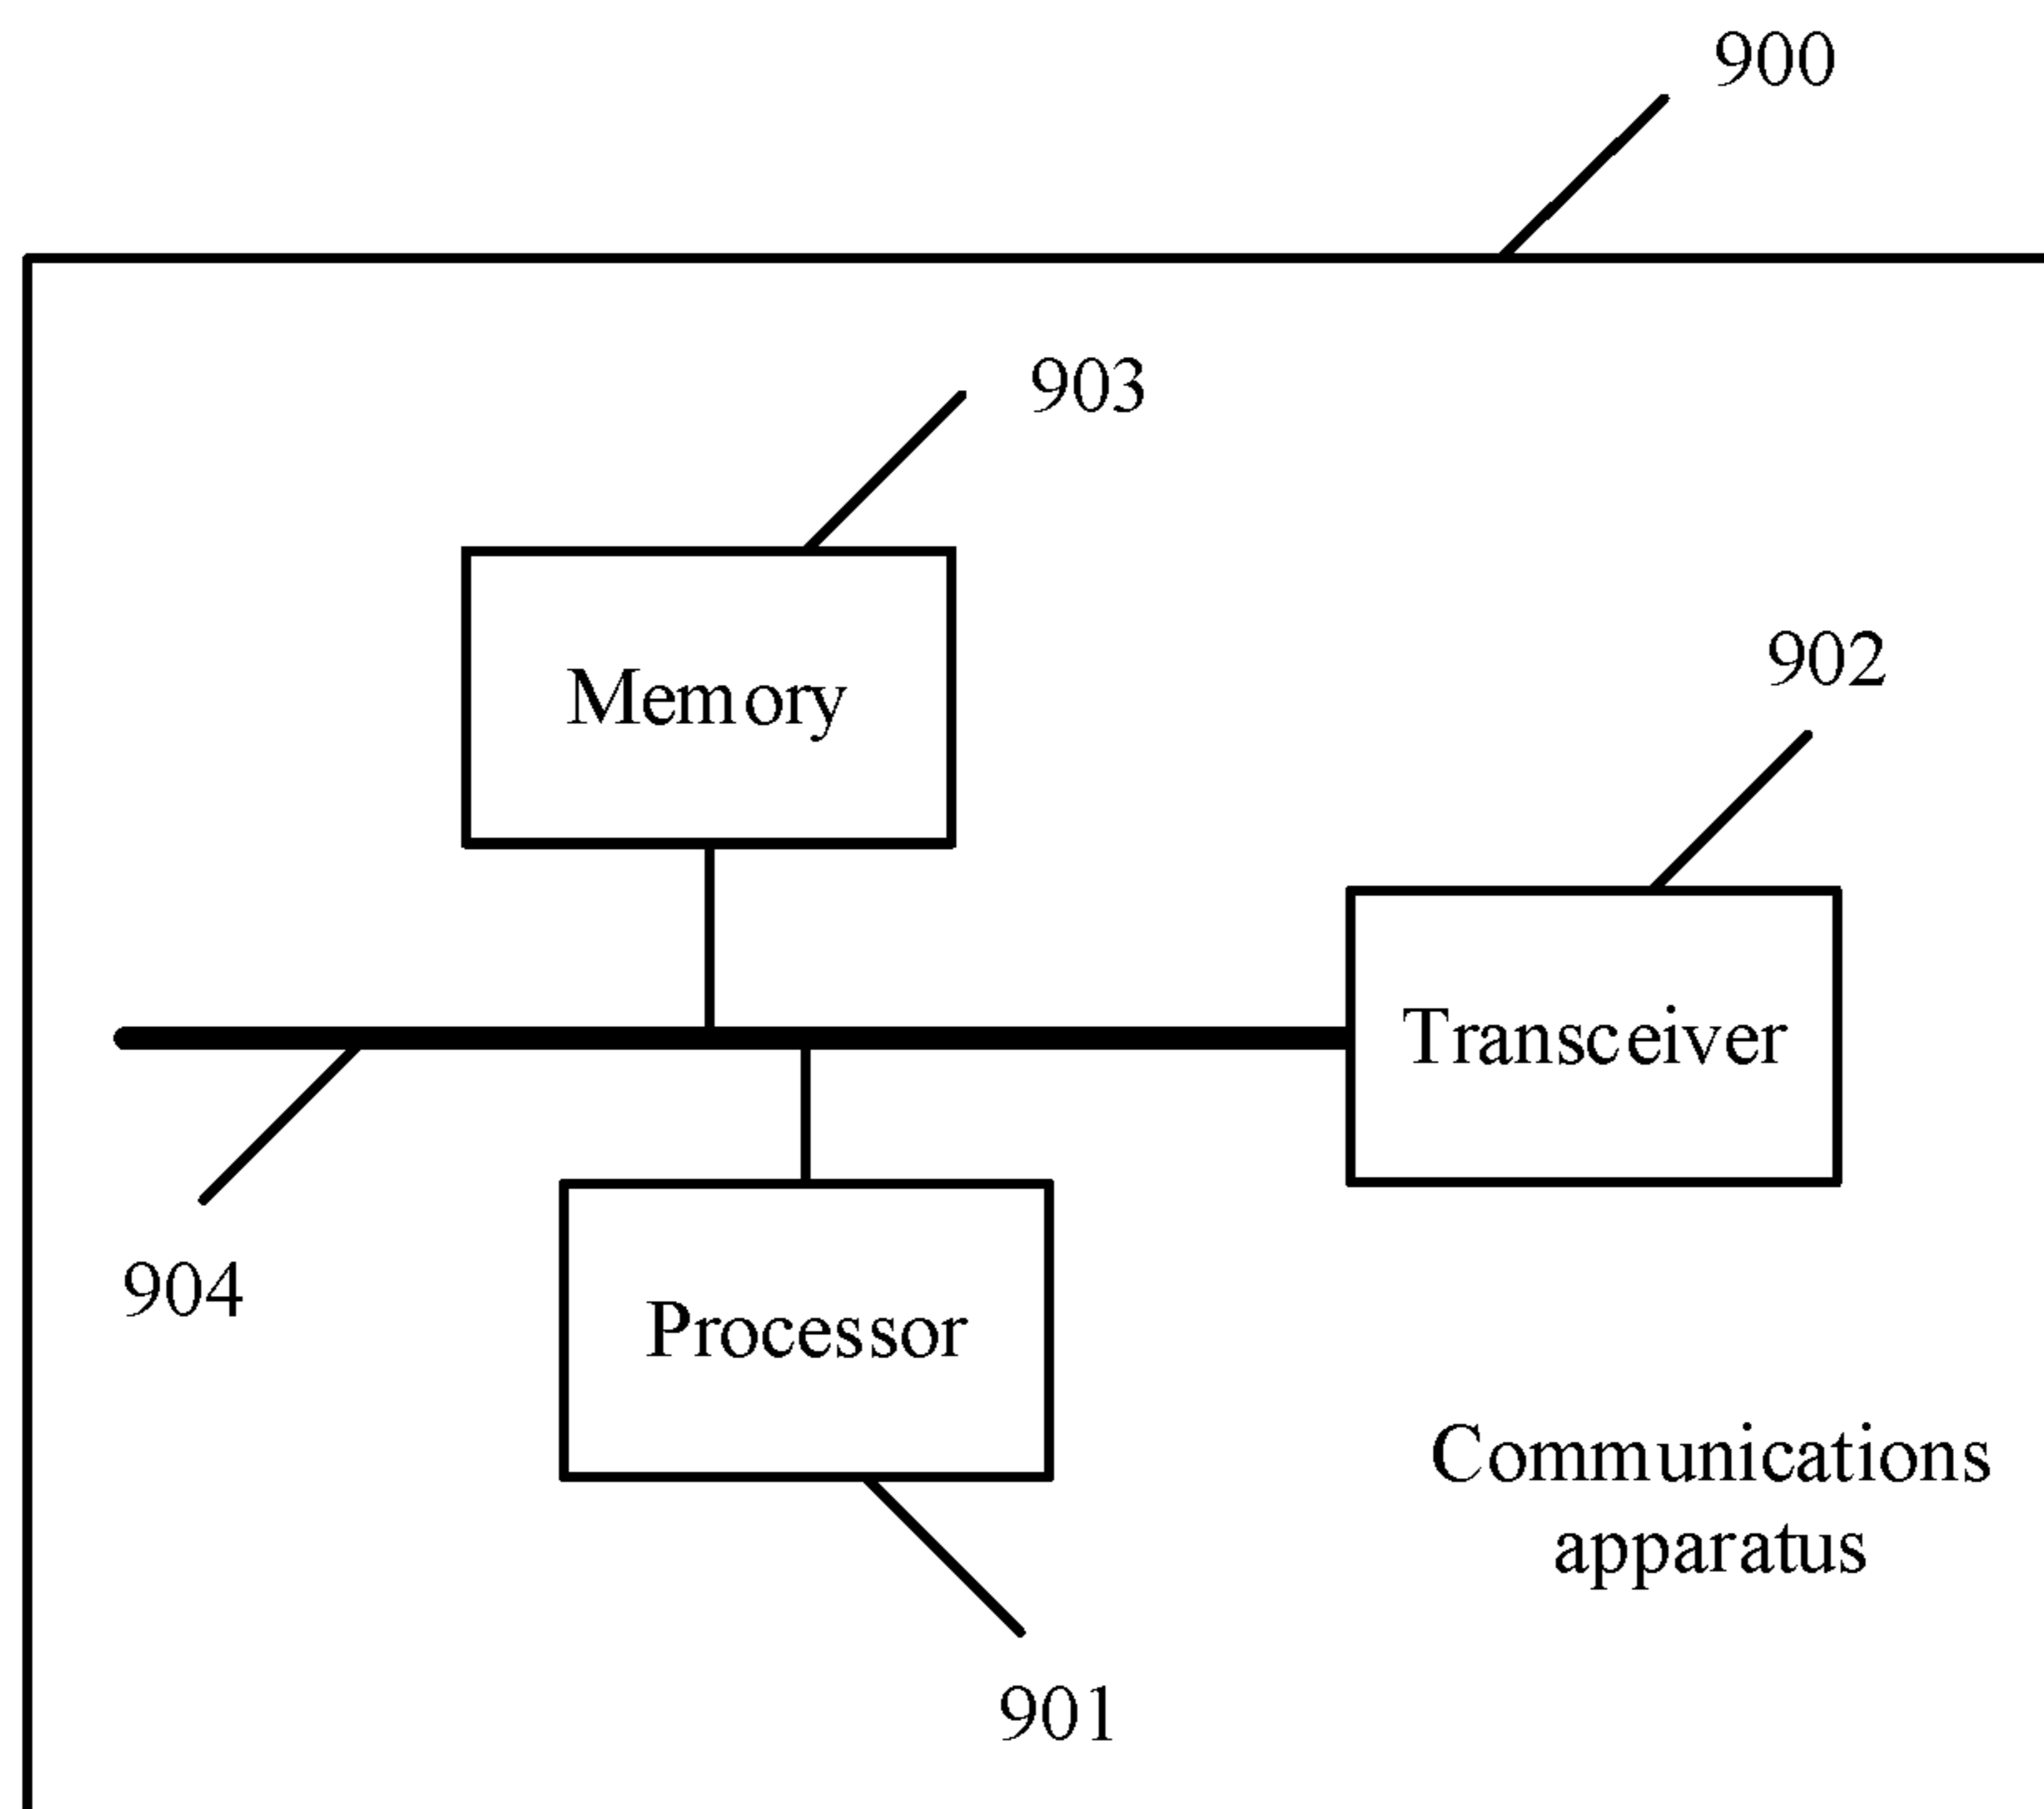 900
903
Memory
902
Transceiver
904
Processor
Communications
apparatus
901